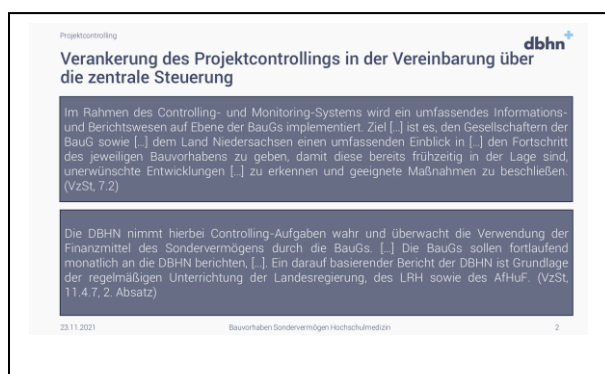 Projektcontrolling
dbhn+
Verankerung des Projektcontrollings in der Vereinbarung über
die zentrale Steuerung
Im Rahmen des Controlling- und Monitoring-Systems wird ein umfassendes Informations-
und Berichtswesen auf Ebene der BauGs implementiert. Ziel […] ist es, den Gesellschaftern der
BauG sowie […] dem Land Niedersachsen einen umfassenden Einblick in […] den Fortschritt
des jeweiligen Bauvorhabens zu geben, damit diese bereits frühzeitig in der Lage sind,
unerwünschte Entwicklungen […] zu erkennen und geeignete Maßnahmen zu beschließen.
(VzSt, 7.2)
Die DBHN nimmt hierbei Controlling-Aufgaben wahr und überwacht die Verwendung der
Finanzmittel des Sondervermögens durch die BauGs. […] Die BauGs sollen fortlaufend
monatlich an die DBHN berichten, […]. Ein darauf basierender Bericht der DBHN ist Grundlage
der regelmäßigen Unterrichtung der Landesregierung, des LRH sowie des AfHuF. (VzSt,
11.4.7, 2. Absatz)
23.11.2021
Bauvorhaben Sondervermögen Hochschulmedizin
2